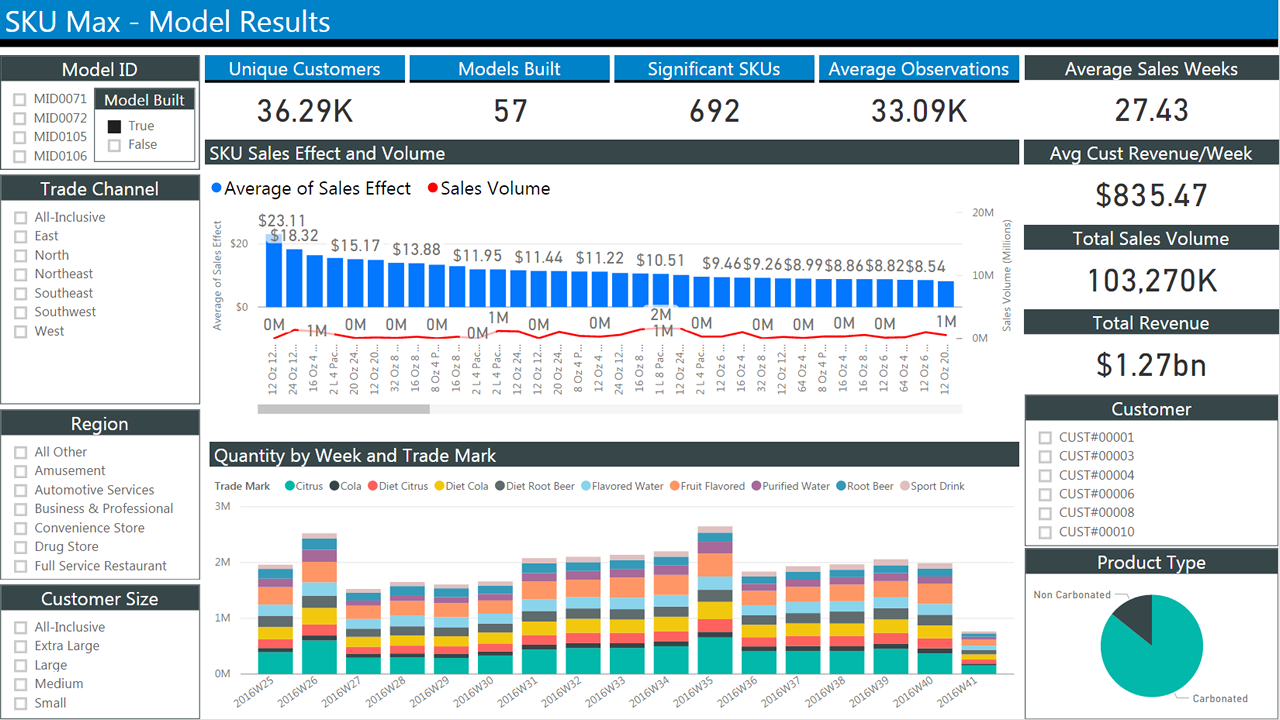 SKU Max - Model Results
Model ID
MID0071
MID0072
MID0105
MID0106
Model Built
True
False
Unique Customers
36.29K
Models Built
57
Significant SKUs
692
Average Observations
33.09K
Average Sales Weeks
27.43
Trade Channel
All-Inclusive
East
North
Northeast
Southeast
Southwest
West
SKU Sales Effect and Volume
Average of Sales Effect Sales Volume
Average of Sales Effect
$20
$0
$23.11 $18.32 $15.17 $13.88 $11.95 $11.44 $11.22 $10.51 $9.46 $9.26 $8.99 $8.86 $8.82 $8.54
0M 1M 0M 0M 0M 0M 1M 0M 0M 2M 1M 0M 0M 0M 0M 0M 1M
20M
10M
0M
Sales Volume (Millions)
12 Oz 12...
24 Oz 12...
16 Oz 4 ...
2 L 4 Pac...
20 Oz 24...
12 Oz 20...
32 Oz 8 ...
16 Oz 4 ...
8 Oz 4 P...
16 Oz 8 ...
2 L 4 Pac...
2 L 4 Pac...
12 Oz 24...
12 Oz 12...
20 Oz 24...
8 Oz 4 P...
12 Oz 4 ...
24 Oz 12...
16 Oz 8 ...
1 L 8 Pac...
12 Oz 24...
2 L 4 Pac...
12 Oz 6 ...
16 Oz 24...
32 Oz 8 ...
12 Oz 4 ...
64 Oz 4 ...
8 Oz 4 P...
16 Oz 4 ...
16 Oz 8 ...
12 Oz 4 ...
64 Oz 4 ...
12 Oz 6 ...
12 Oz 20...
Avg Cust Revenue/Week
$835.47
Total Sales Volume
103,270K
Total Revenue
$1.27bn
Region
All Other
Amusement
Automotive Services
Business & Professional
Convenience Store
Drug Store
Full Service Restaurant
Customer Size
All-Inclusive
Extra Large
Large
Medium
Small
Quantity by Week and Trade Mark
Trade Mark Citrus Cola Diet Citrus Diet Cola Diet Root Beer Flavored Water Fruit Flavored Purified Water Root Beer Sport Drink
3M
2M
1M
0M
2016W25
2016W26
2016W27
2016W28
2016W29
2016W30
2016W31
2016W32
2016W33
2016W34
2016W35
2016W36
2016W37
2016W38
2016W39
2016W40
2016W41
Customer
CUST#00001
CUST#00003
CUST#00004
CUST#00006
CUST#00008
CUST#00010
Product Type
Non Carbonated
Carbonated